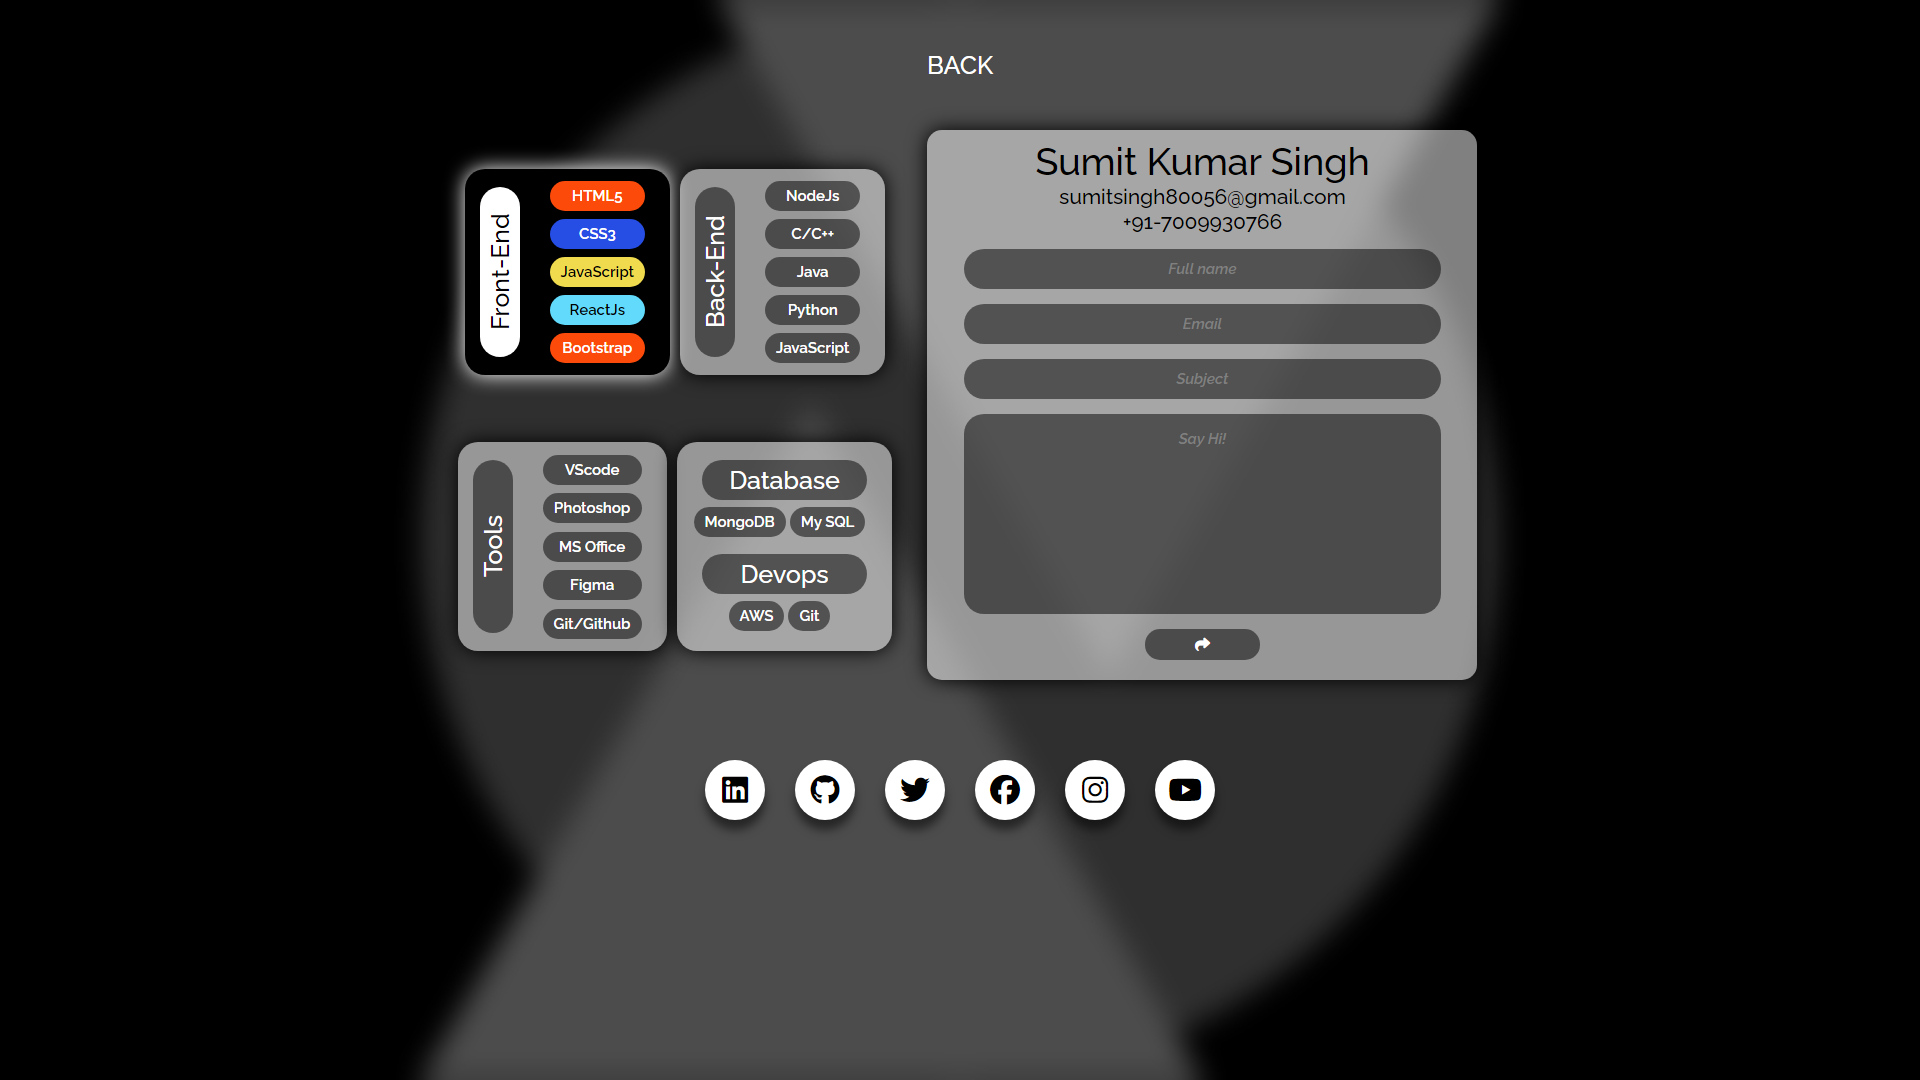 BACK
Front-End
HTML5
CSS3
JavaScript
ReactJs
Bootstrap
Back-End
NodeJs
C/C++
Java
Python
JavaScript
Tools
VScode
Photoshop
MS Office
Figma
Git/Github
Database
MongoDB My SQL
Devops
AWS Git
Sumit Kumar Singh
sumitsingh80056@gmail.com
+91-7009930766
Full name
Email
Subject
Say Hi!